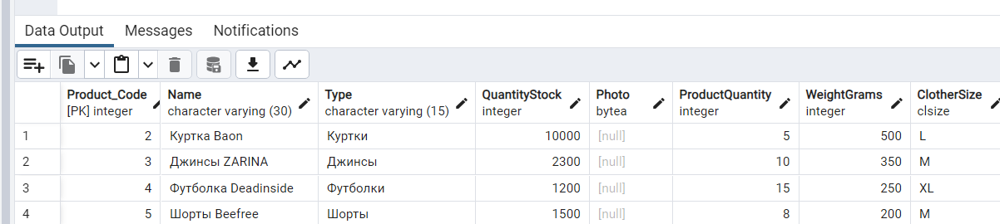 Data Output Messages Notifications
Product_Code Name Type QuantityStock Photo ProductQuantity WeightGrams ClotherSize
[PK] integer character varying (30) character varying (15) integer bytea integer integer clsize
1 2 Куртка Baon Куртки 10000 [null] 5 500 L
2 3 Джинсы ZARINA Джинсы 2300 [null] 10 350 M
3 4 Футболка Deadinside Футболки 1200 [null] 15 250 XL
4 5 Шорты Beefree Шорты 1500 [null] 8 200 M